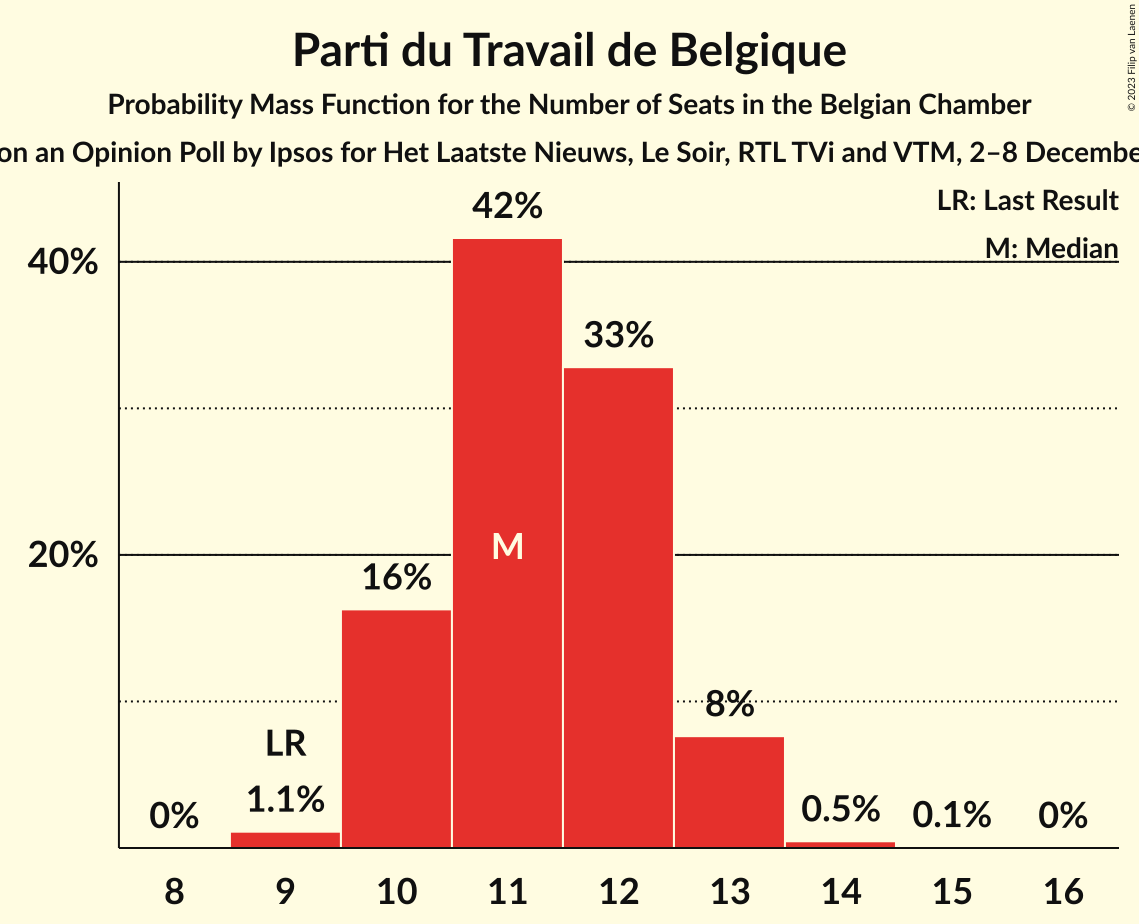 Parti du Travail de Belgique
Probability Mass Function for the Number of Seats in the Belgian Chamber
on an Opinion Poll by Ipsos for Het Laatste Nieuws, Le Soir, RTL TVi and VTM, 2–8
© 2023 Filip van Laenen
LR: Last Result
M: Median
40%
20%
42%
33%
16%
M
8%
LR
1.1%
0%
0.5%
0.1%
0%
8 9 10 11 12 13 14 15 16